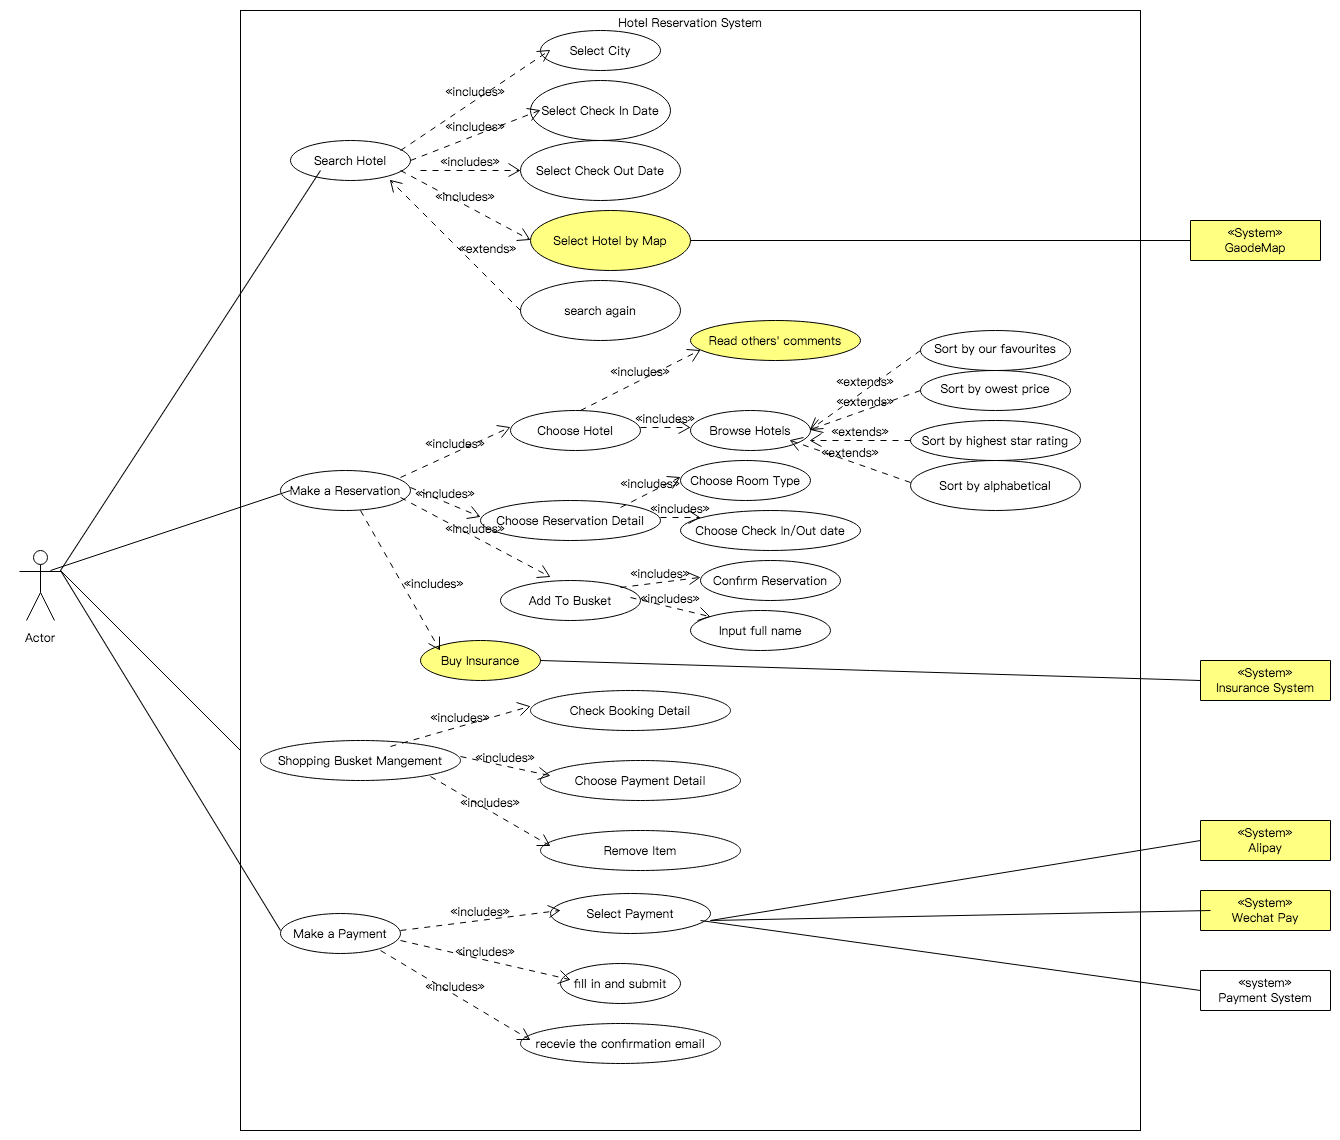 Hotel Reservation System
Select City
«includes»
Select Check In Date
«includes»
Search Hotel
«includes»
Select Check Out Date
«includes»
Select Hotel by Map
«System»
GaodeMap
«extends»
search again
Read others' comments
Sort by our favourites
«includes»
«extends»
Sort by owest price
«extends»
«includes»
Choose Hotel
«includes»
Browse Hotels
«extends»
Sort by highest star rating
«extends»
Make a Reservation
«includes»
Choose Room Type
«includes»
Sort by alphabetical
Choose Reservation Detail
«includes»
Choose Check In/Out date
«includes»
«includes»
Confirm Reservation
«includes»
Add To Busket
«includes»
Input full name
Actor
Buy Insurance
«System»
Insurance System
«includes»
Check Booking Detail
Shopping Busket Mangement
«includes»
Choose Payment Detail
«includes»
Remove Item
«System»
Alipay
«includes»
Select Payment
«System»
Wechat Pay
Make a Payment
«includes»
fill in and submit
«includes»
«system»
Payment System
recevie the confirmation email